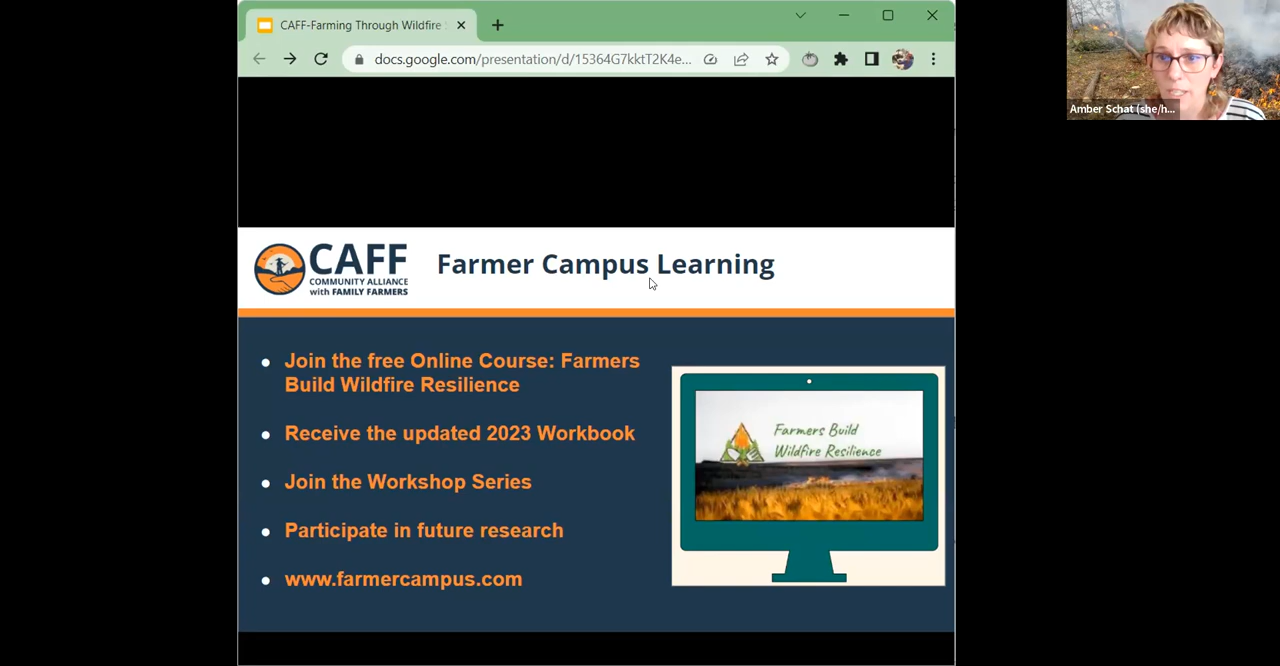 CAFF-Farming Through Wildfire
docs.google.com/presentation/d/15364G7kktT2K4e...
Amber Schat (she/h...
CAFF
COMMUNITY ALLIANCE
with FAMILY FARMERS
Farmer Campus Learning
Join the free Online Course: Farmers
Build Wildfire Resilience
Receive the updated 2023 Workbook
Join the Workshop Series
Participate in future research
www.farmercampus.com
Farmers Build
Wildfire Resilience